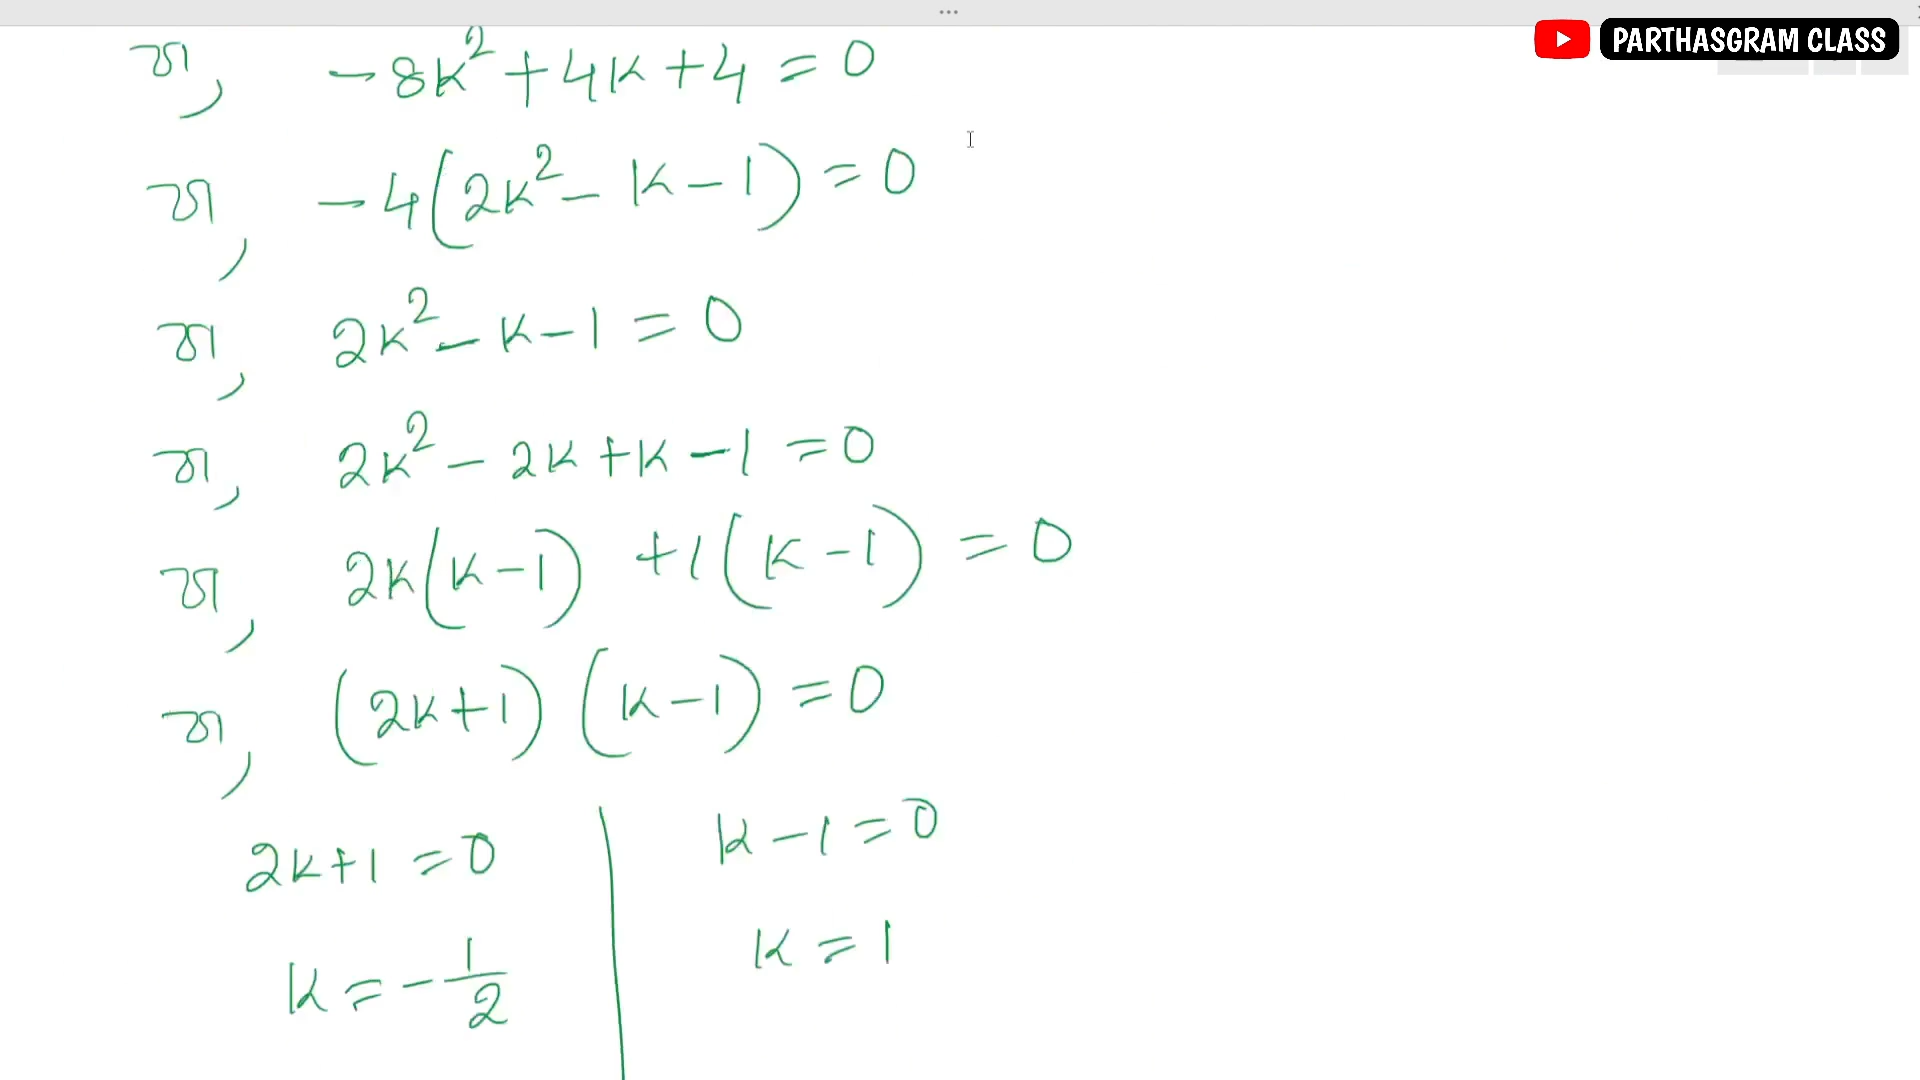 ...
PARTHASGRAM CLASS
বা, -8k² + 4k + 4 = 0
বা, -4(2k² - k - 1) = 0
বা, 2k² - k - 1 = 0
বা, 2k² - 2k + k - 1 = 0
বা, 2k(k - 1) + 1(k - 1) = 0
বা, (2k + 1)(k - 1) = 0
2k + 1 = 0
k = -1/2
k - 1 = 0
k = 1